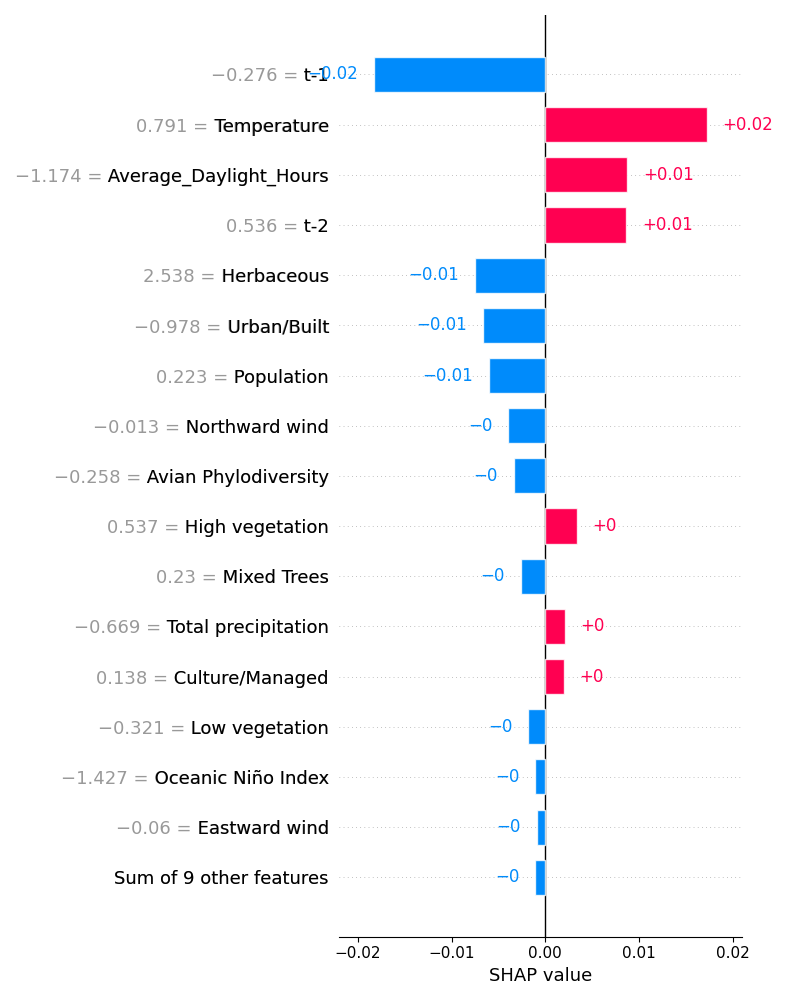 −0.276 = t-1 −0.02
0.791 = Temperature +0.02
−1.174 = Average_Daylight_Hours +0.01
0.536 = t-2 +0.01
2.538 = Herbaceous −0.01
−0.978 = Urban/Built −0.01
0.223 = Population −0.01
−0.013 = Northward wind −0
−0.258 = Avian Phylodiversity −0
0.537 = High vegetation +0
0.23 = Mixed Trees −0
−0.669 = Total precipitation +0
0.138 = Culture/Managed +0
−0.321 = Low vegetation −0
−1.427 = Oceanic Niño Index −0
−0.06 = Eastward wind −0
Sum of 9 other features −0
−0.02 −0.01 0.00 0.01 0.02
SHAP value